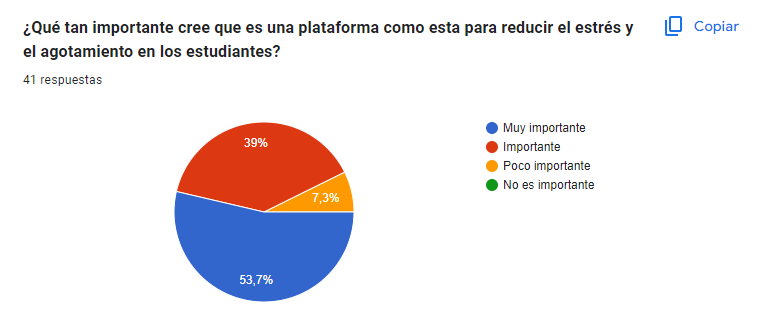 ¿Qué tan importante cree que es una plataforma como esta para reducir el estrés y
el agotamiento en los estudiantes?
Copiar
41 respuestas
39%
7,3%
53,7%
Muy importante
Importante
Poco importante
No es importante